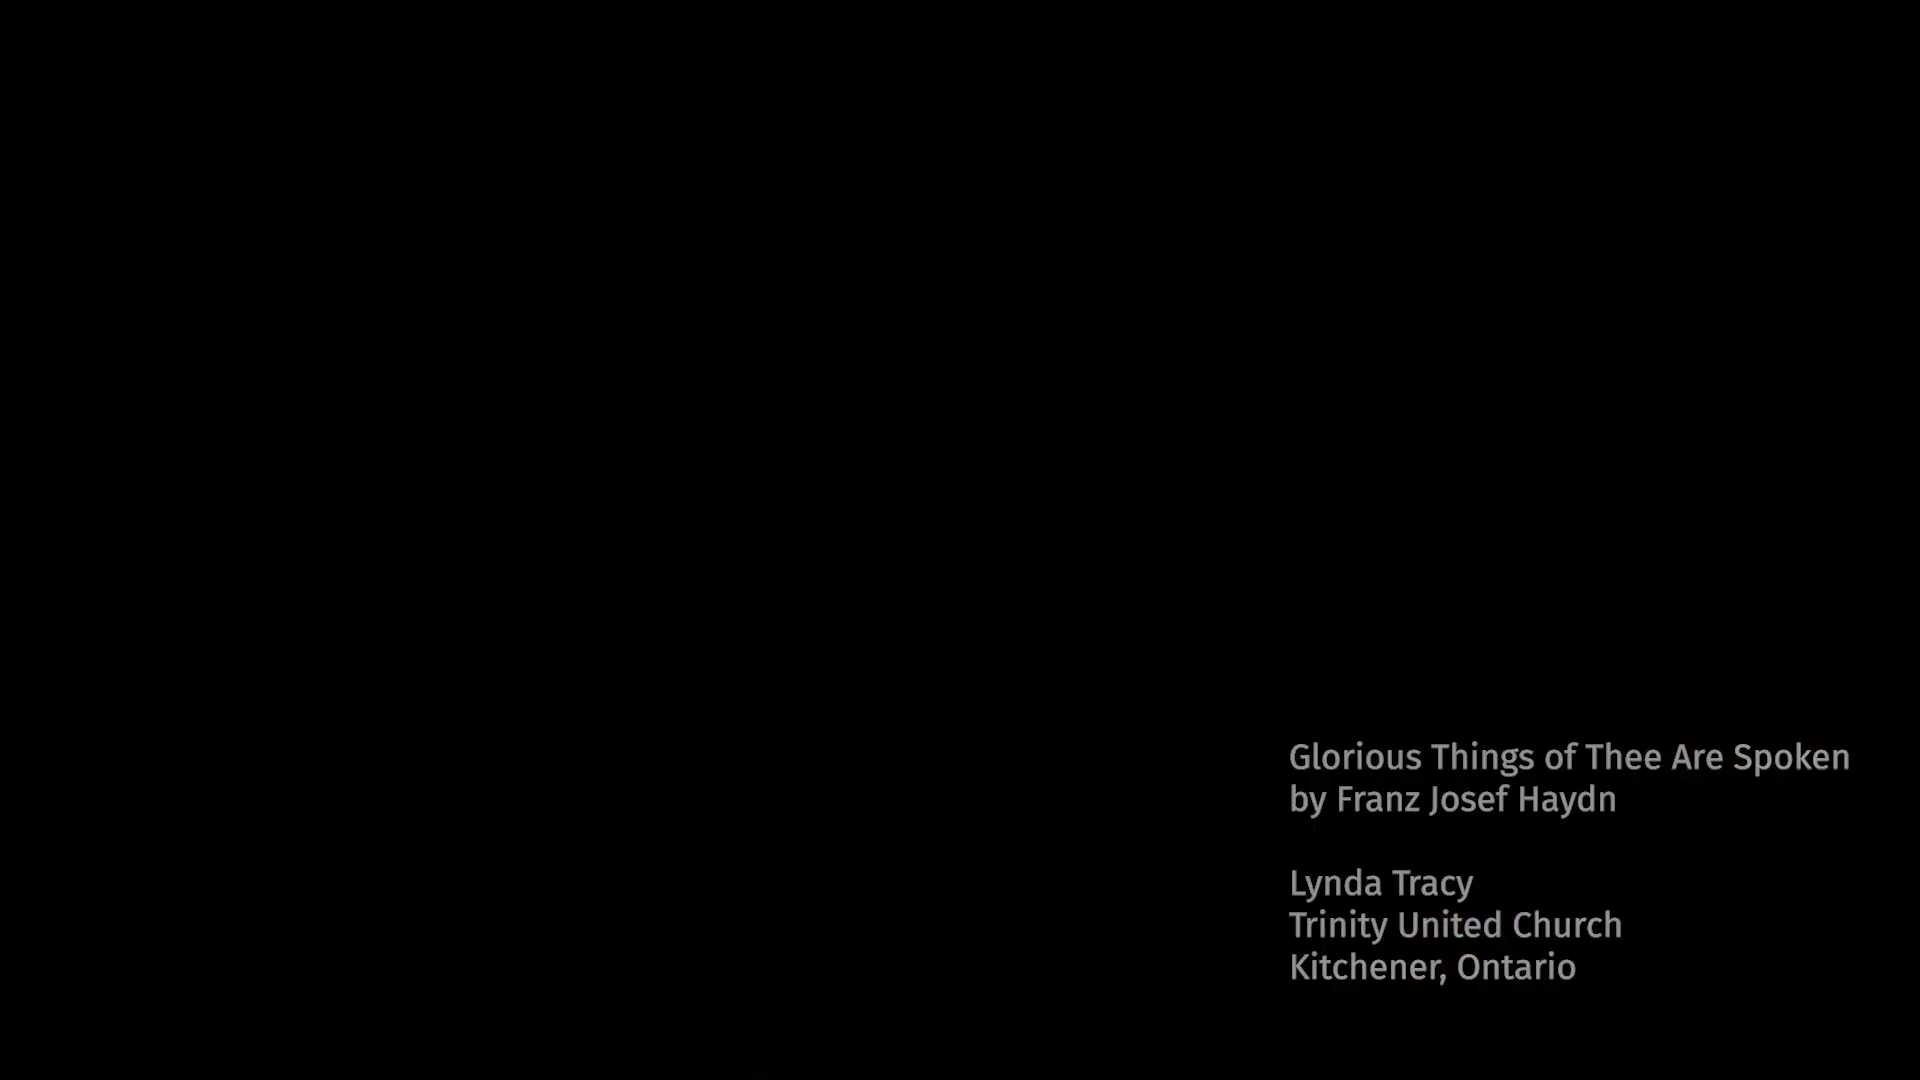 Glorious Things of Thee Are Spoken
by Franz Josef Haydn
Lynda Tracy
Trinity United Church
Kitchener, Ontario